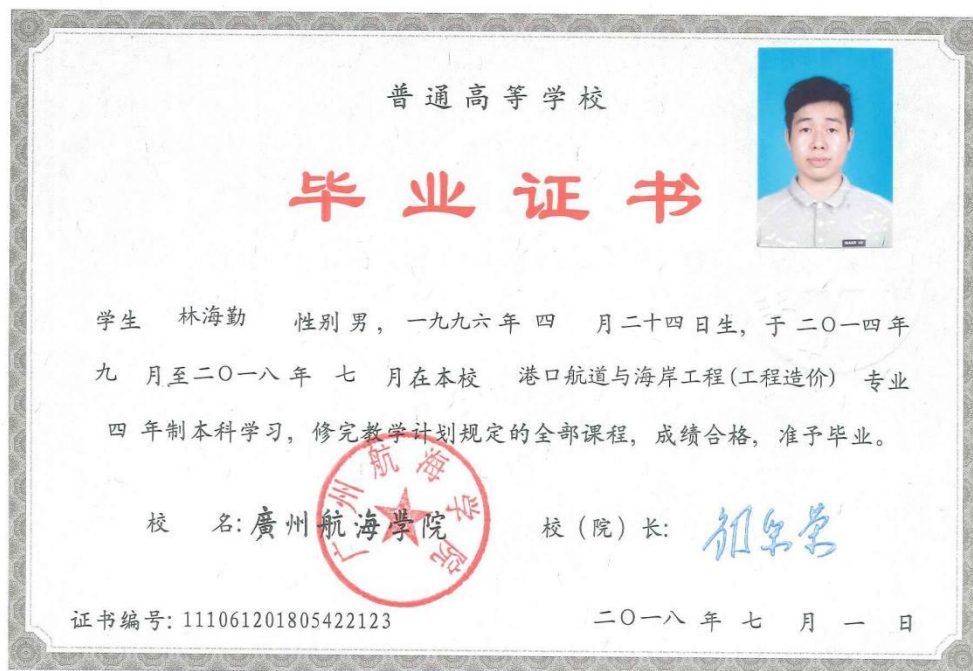 普通高等学校
毕业证书
学生 林海勤 性别 男，一九九六 年 四 月 二十四 日生，于 二〇一四 年
九 月至 二〇一八 年 七 月在本校 港口航道与海岸工程(工程造价) 专业
四 年制本科学习，修完教学计划规定的全部课程，成绩合格，准予毕业。
校 名: 廣州航海學院 校（院）长:
广州航海学院
证书编号: 111061201805422123 二〇一八 年 七 月 一 日